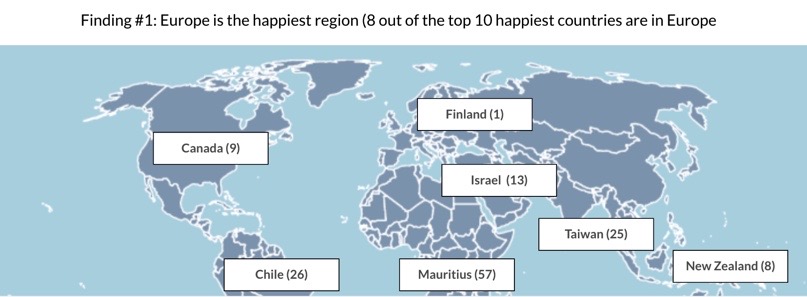 Finding #1: Europe is the happiest region (8 out of the top 10 happiest countries are in Europe
Finland (1)
Canada (9)
Israel (13)
Taiwan (25)
New Zealand (8)
Chile (26)
Mauritius (57)